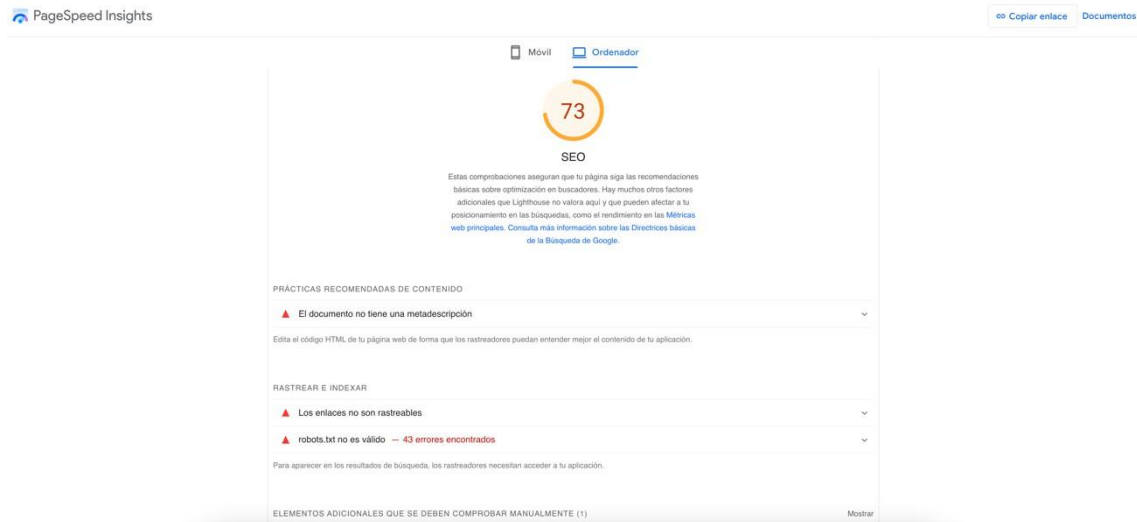 PageSpeed Insights
Copiar enlace
Documentos
Móvil
Ordenador
73
SEO
Estas comprobaciones aseguran que tu página siga las recomendaciones
básicas sobre optimización en buscadores. Hay muchos otros factores
adicionales que Lighthouse no valora aquí y que pueden afectar a tu
posicionamiento en las búsquedas, como el rendimiento en las Métricas
web principales. Consulta más información sobre las Directrices básicas
de la Búsqueda de Google.
PRÁCTICAS RECOMENDADAS DE CONTENIDO
El documento no tiene una metadescripción
Edita el código HTML de tu página web de forma que los rastreadores puedan entender mejor el contenido de tu aplicación.
RASTREAR E INDEXAR
Los enlaces no son rastreables
robots.txt no es válido — 43 errores encontrados
Para aparecer en los resultados de búsqueda, los rastreadores necesitan acceder a tu aplicación.
ELEMENTOS ADICIONALES QUE SE DEBEN COMPROBAR MANUALMENTE (1)
Mostrar